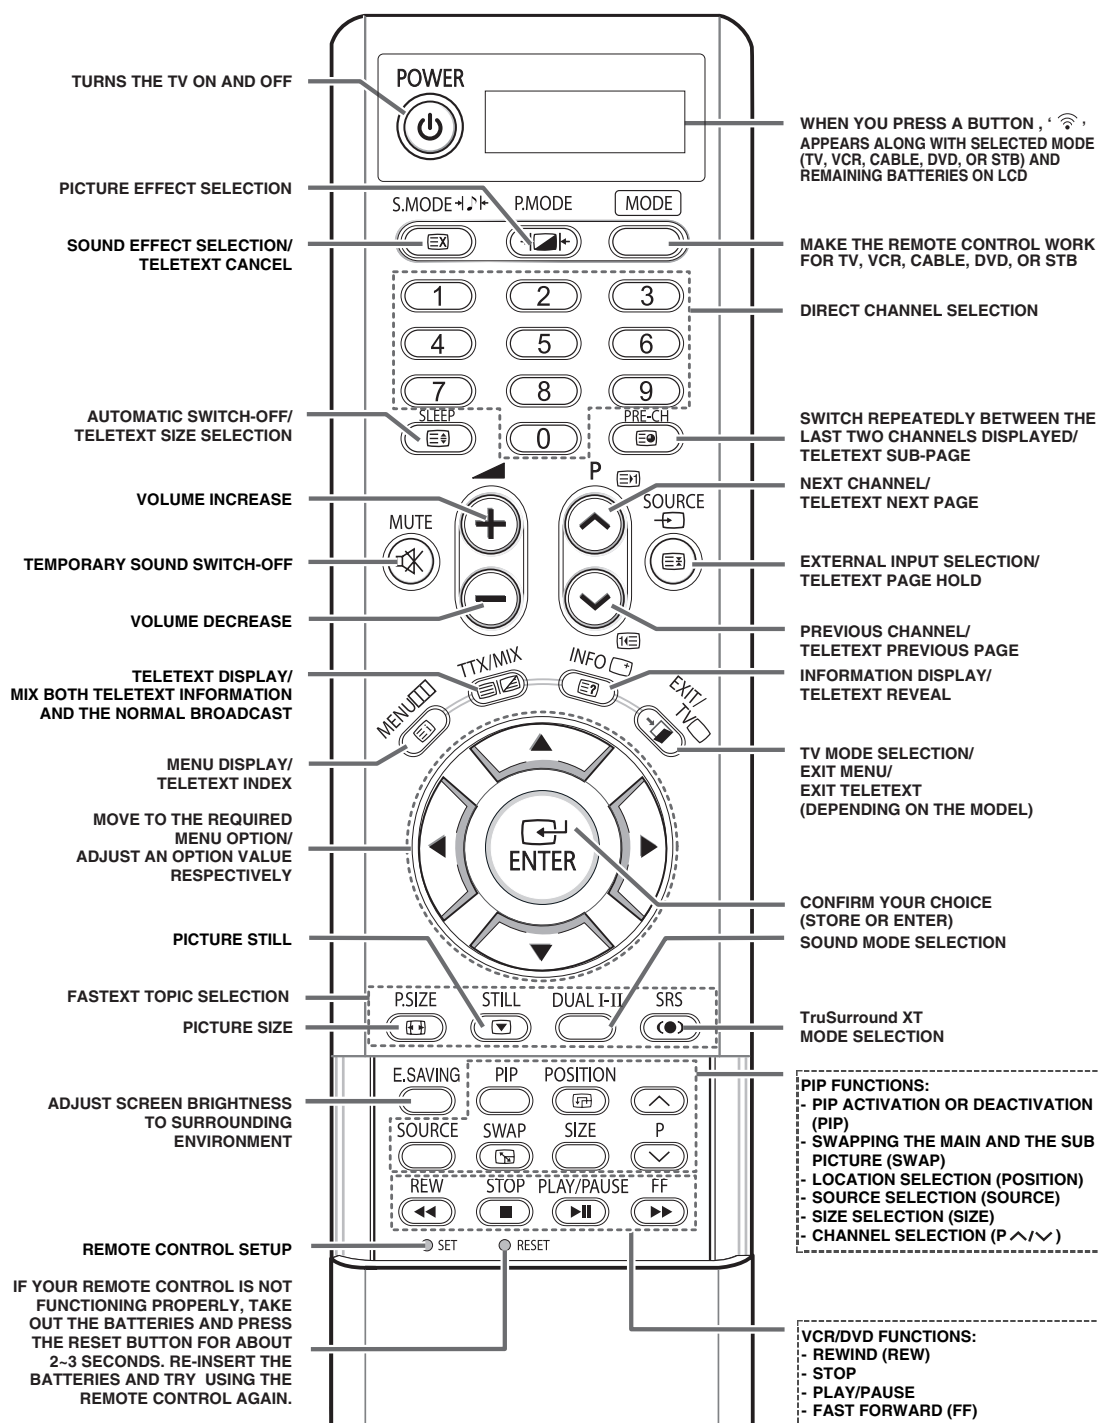 TURNS THE TV ON AND OFF
PICTURE EFFECT SELECTION
SOUND EFFECT SELECTION/
TELETEXT CANCEL
AUTOMATIC SWITCH-OFF/
TELETEXT SIZE SELECTION
VOLUME INCREASE
TEMPORARY SOUND SWITCH-OFF
VOLUME DECREASE
TELETEXT DISPLAY/
MIX BOTH TELETEXT INFORMATION
AND THE NORMAL BROADCAST
MENU DISPLAY/
TELETEXT INDEX
MOVE TO THE REQUIRED
MENU OPTION/
ADJUST AN OPTION VALUE
RESPECTIVELY
PICTURE STILL
FASTEXT TOPIC SELECTION
PICTURE SIZE
ADJUST SCREEN BRIGHTNESS
TO SURROUNDING
ENVIRONMENT
REMOTE CONTROL SETUP
IF YOUR REMOTE CONTROL IS NOT
FUNCTIONING PROPERLY, TAKE
OUT THE BATTERIES AND PRESS
THE RESET BUTTON FOR ABOUT
2~3 SECONDS. RE-INSERT THE
BATTERIES AND TRY USING THE
REMOTE CONTROL AGAIN.
POWER
S.MODE P.MODE MODE
1 2 3
4 5 6
7 8 9
SLEEP 0 PRE-CH
P
MUTE SOURCE
TTX/MIX INFO
MENU EXIT/
TV
ENTER
P.SIZE STILL DUAL I-II SRS
E.SAVING PIP POSITION
SOURCE SWAP SIZE P
REW STOP PLAY/PAUSE FF
SET RESET
WHEN YOU PRESS A BUTTON , ‘ ’
APPEARS ALONG WITH SELECTED MODE
(TV, VCR, CABLE, DVD, OR STB) AND
REMAINING BATTERIES ON LCD
MAKE THE REMOTE CONTROL WORK
FOR TV, VCR, CABLE, DVD, OR STB
DIRECT CHANNEL SELECTION
SWITCH REPEATEDLY BETWEEN THE
LAST TWO CHANNELS DISPLAYED/
TELETEXT SUB-PAGE
NEXT CHANNEL/
TELETEXT NEXT PAGE
EXTERNAL INPUT SELECTION/
TELETEXT PAGE HOLD
PREVIOUS CHANNEL/
TELETEXT PREVIOUS PAGE
INFORMATION DISPLAY/
TELETEXT REVEAL
TV MODE SELECTION/
EXIT MENU/
EXIT TELETEXT
(DEPENDING ON THE MODEL)
CONFIRM YOUR CHOICE
(STORE OR ENTER)
SOUND MODE SELECTION
TruSurround XT
MODE SELECTION
PIP FUNCTIONS:
- PIP ACTIVATION OR DEACTIVATION
(PIP)
- SWAPPING THE MAIN AND THE SUB
PICTURE (SWAP)
- LOCATION SELECTION (POSITION)
- SOURCE SELECTION (SOURCE)
- SIZE SELECTION (SIZE)
- CHANNEL SELECTION (P / )
VCR/DVD FUNCTIONS:
- REWIND (REW)
- STOP
- PLAY/PAUSE
- FAST FORWARD (FF)